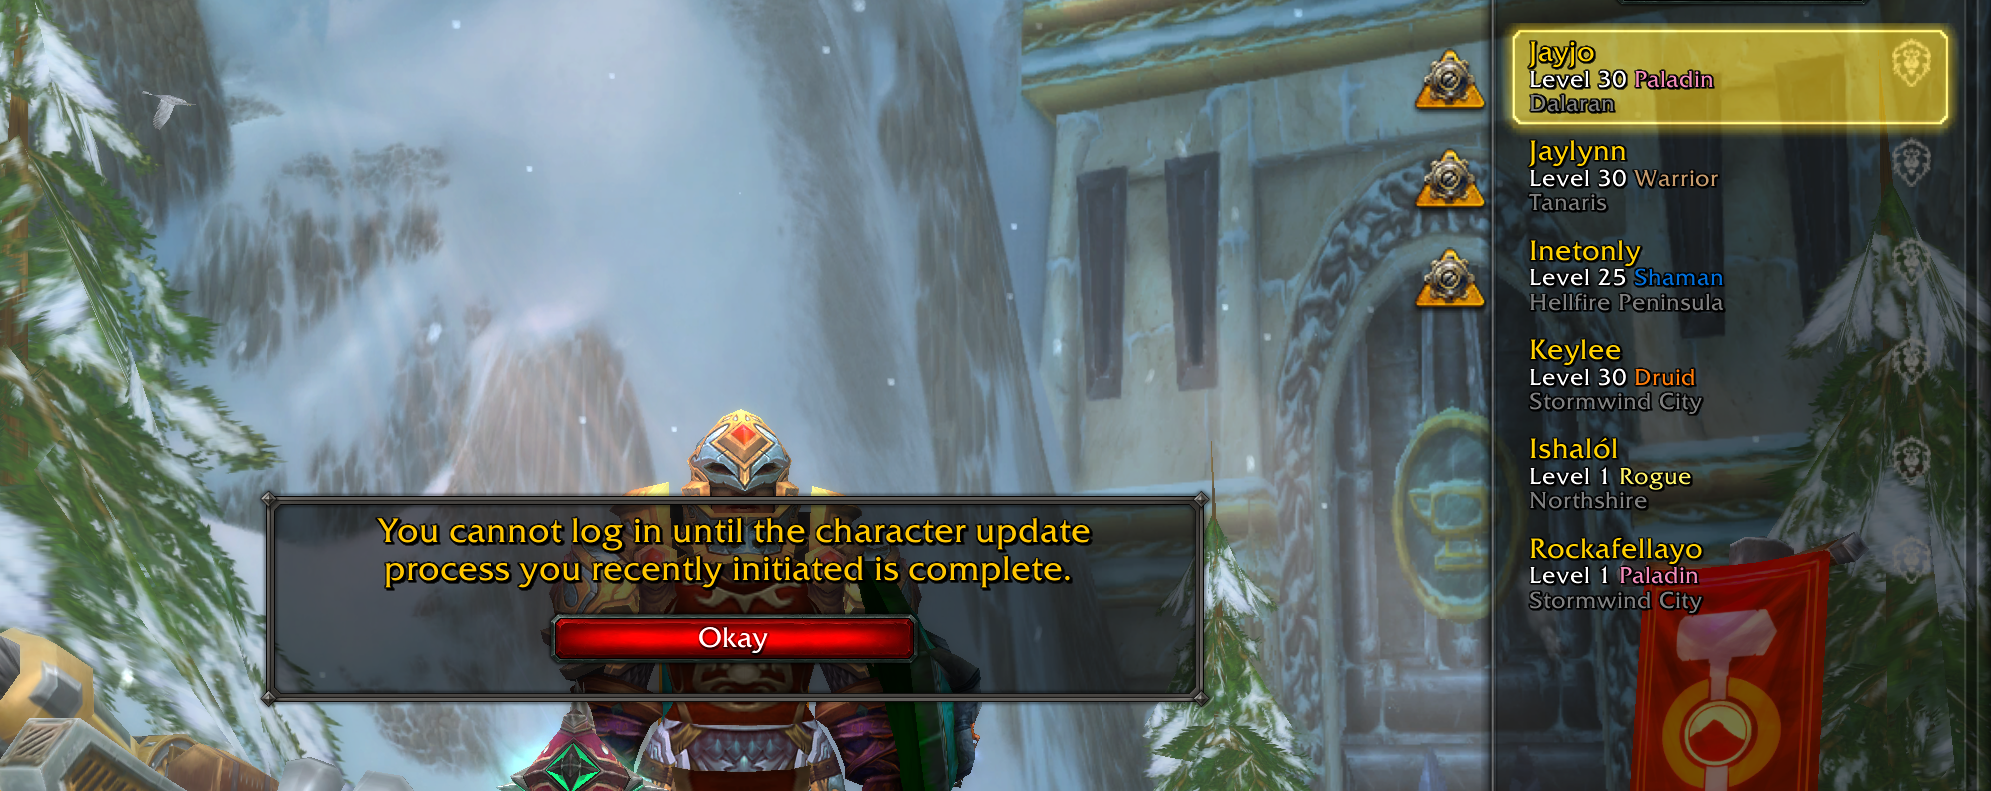 Jayjo
Level 30 Paladin
Dalaran
Jaylynn
Level 30 Warrior
Tanaris
Inetonly
Level 25 Shaman
Hellfire Peninsula
Keylee
Level 30 Druid
Stormwind City
Ishalól
Level 1 Rogue
Northshire
Rockafellayo
Level 1 Paladin
Stormwind City
You cannot log in until the character update
process you recently initiated is complete.
Okay